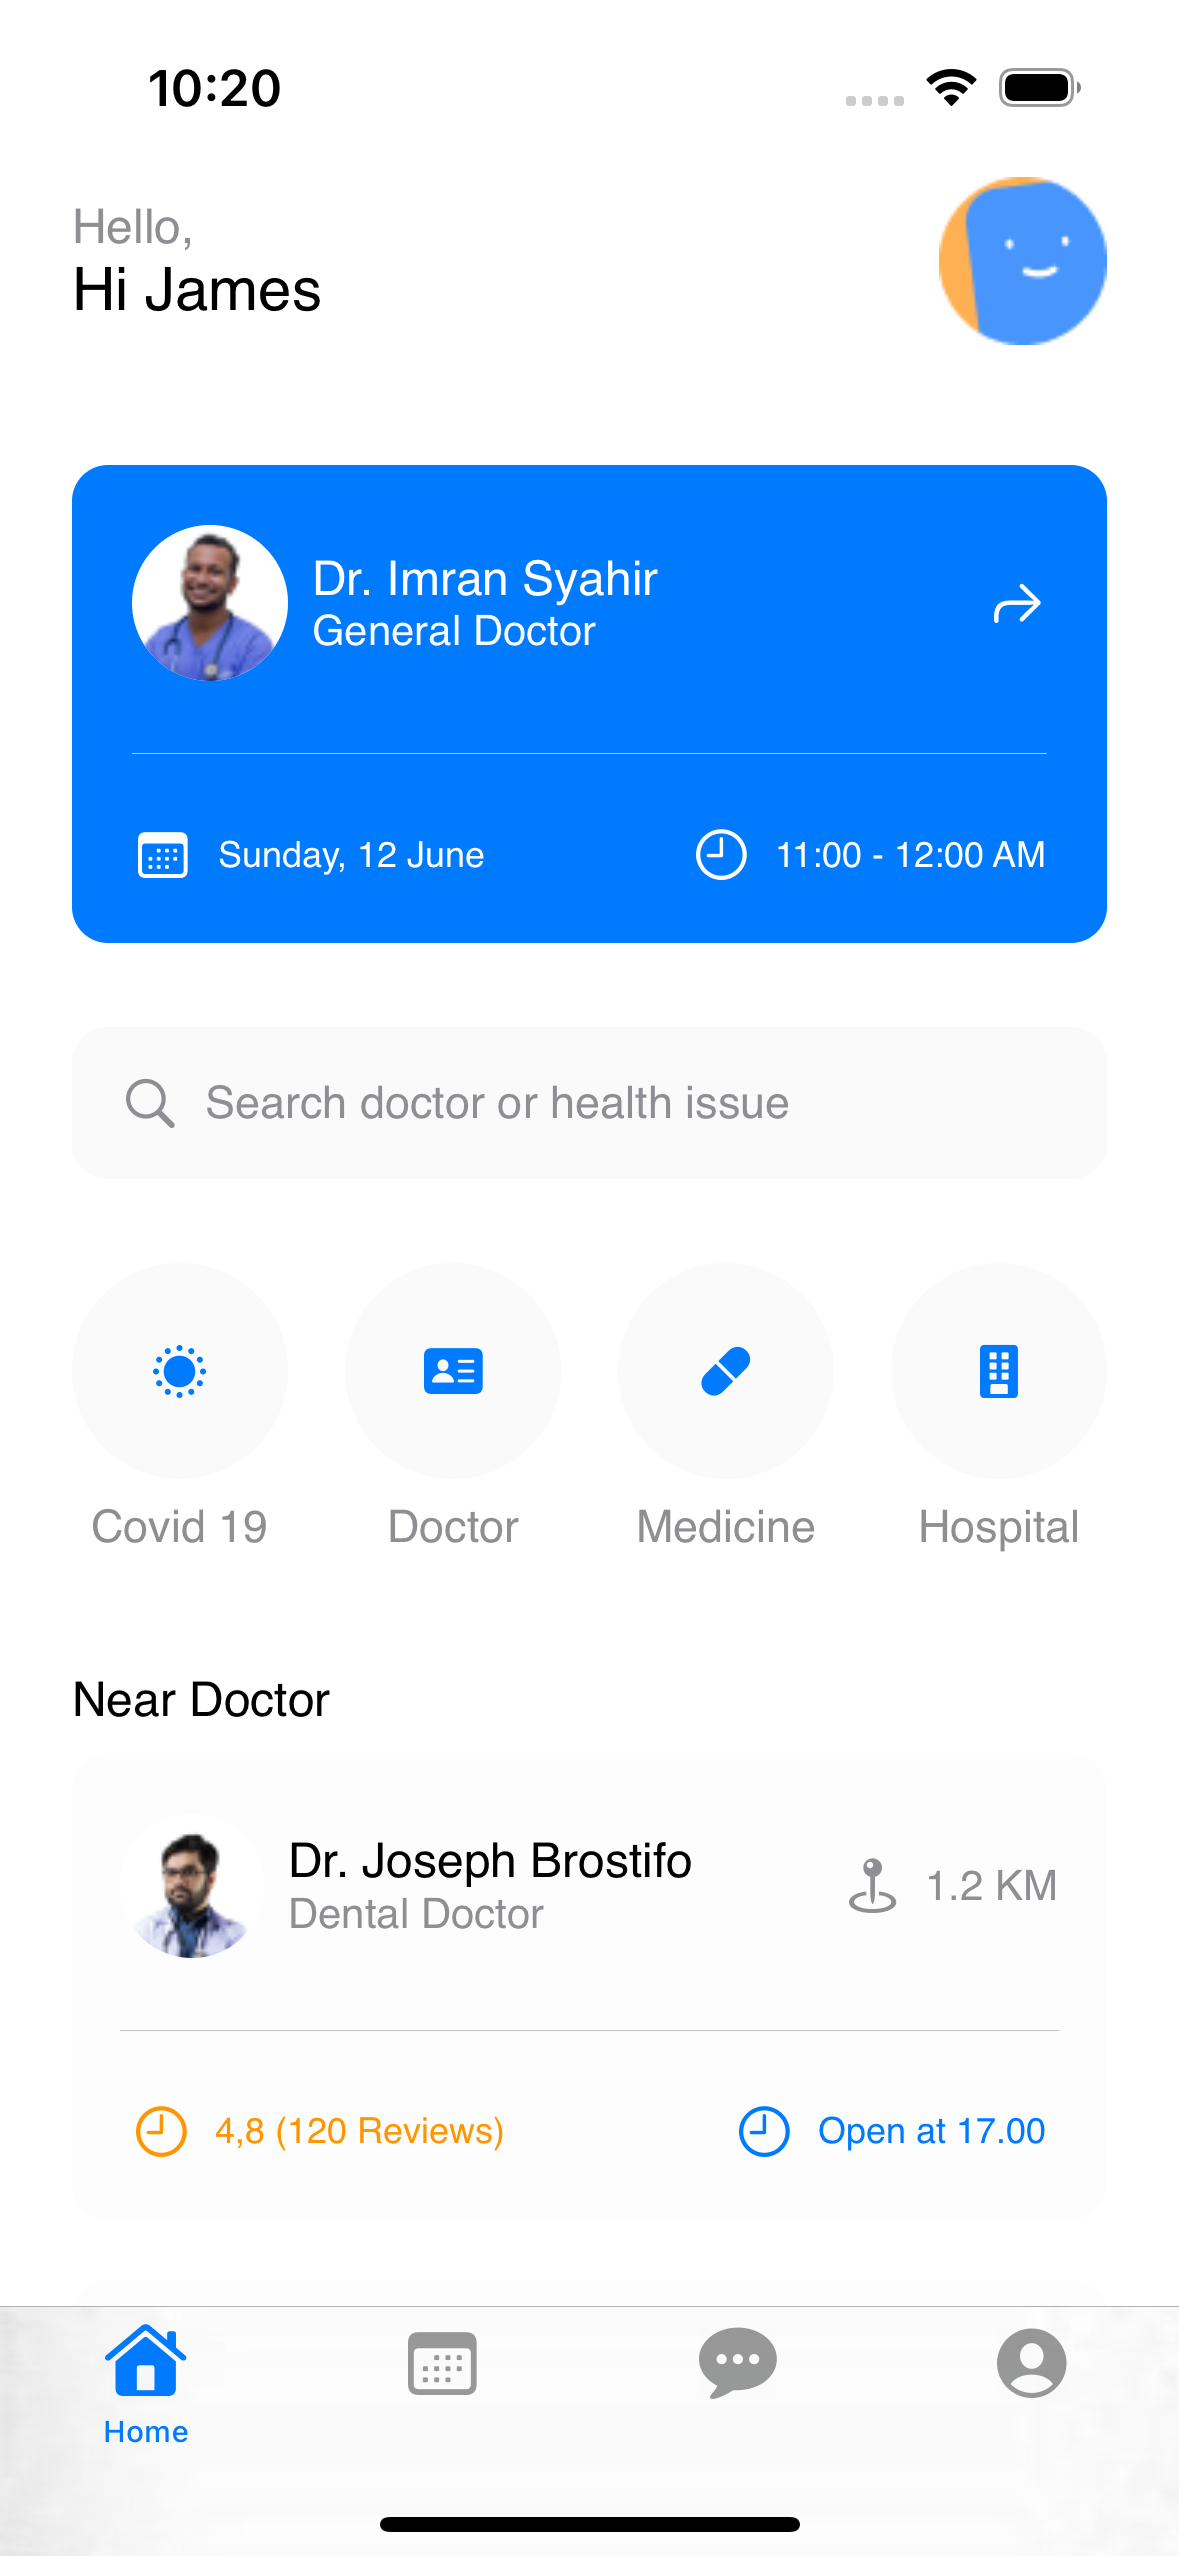 10:20
Hello,
Hi James
Dr. Imran Syahir
General Doctor
Sunday, 12 June
11:00 - 12:00 AM
Search doctor or health issue
Covid 19
Doctor
Medicine
Hospital
Near Doctor
Dr. Joseph Brostifo
Dental Doctor
1.2 KM
4,8 (120 Reviews)
Open at 17.00
Home